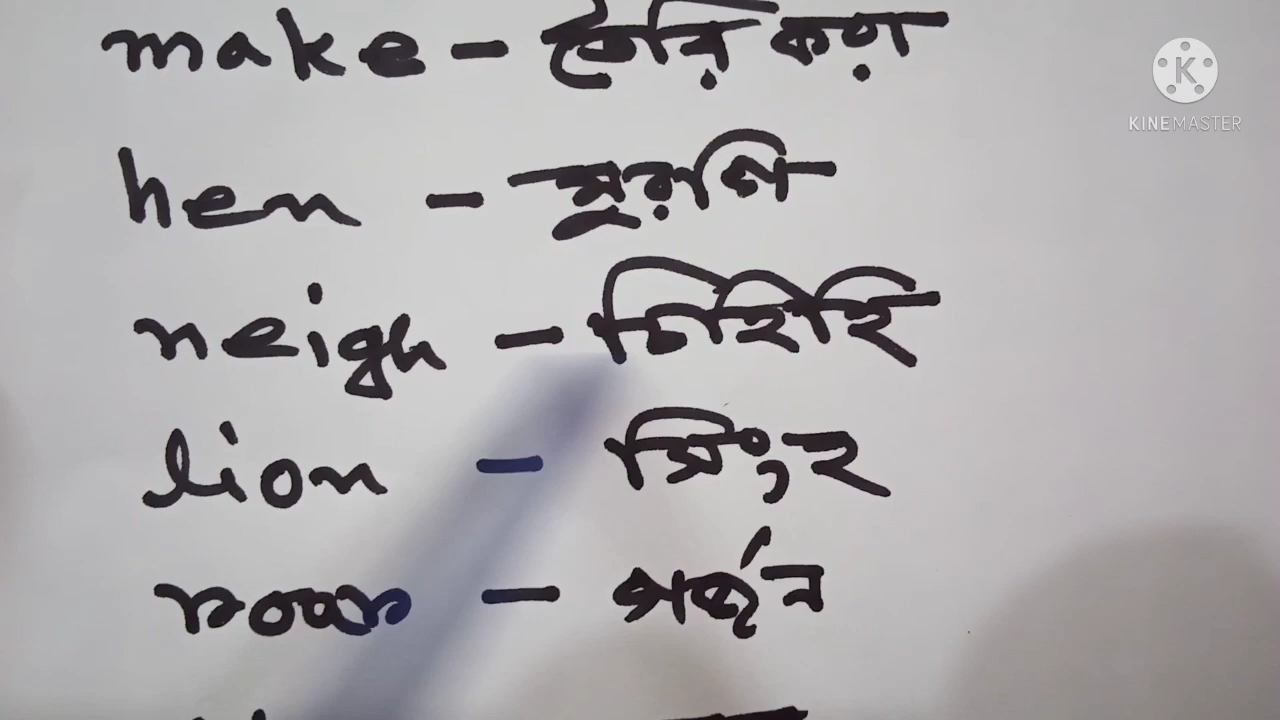 make - তৈরি করা
KINEMASTER
hen - মুরগি
neigh - চিহিহি
lion - সিংহ
roar - গর্জন